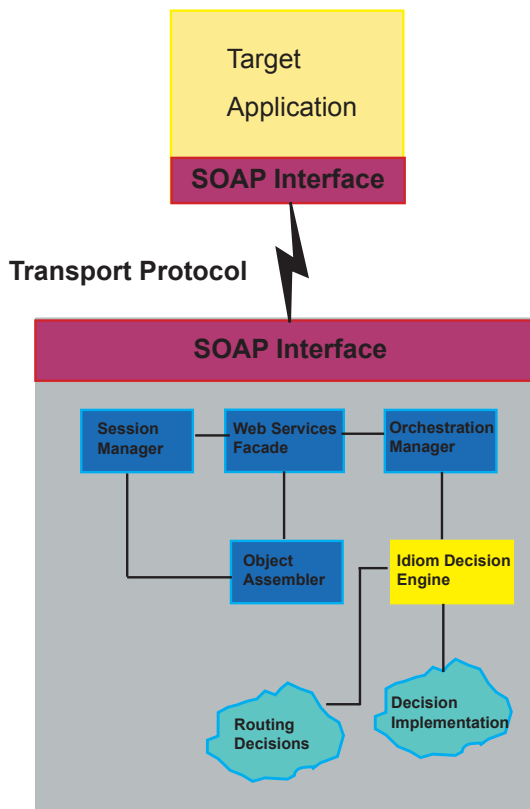 Target
Application
SOAP Interface
Transport Protocol
SOAP Interface
Session
Manager
Web Services
Facade
Orchestration
Manager
Object
Assembler
Idiom Decision
Engine
Routing
Decisions
Decision
Implementation